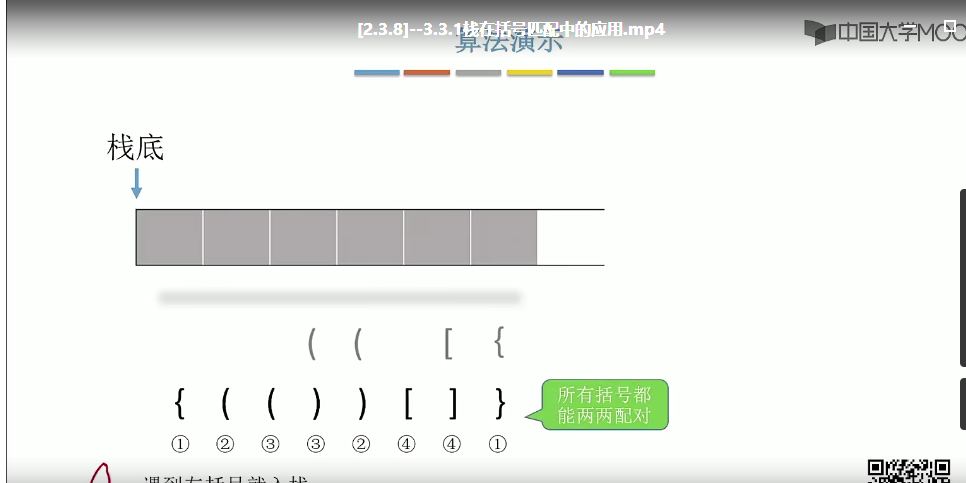 [2.3.8]--3.3.1栈在括号匹配中的应用.mp4
算法演示
中国大学MOO
栈底
( ( [ {
{ ( ( ) ) [ ] }
① ② ③ ③ ② ④ ④ ①
所有括号都
能两两配对
遇到左括号就入栈